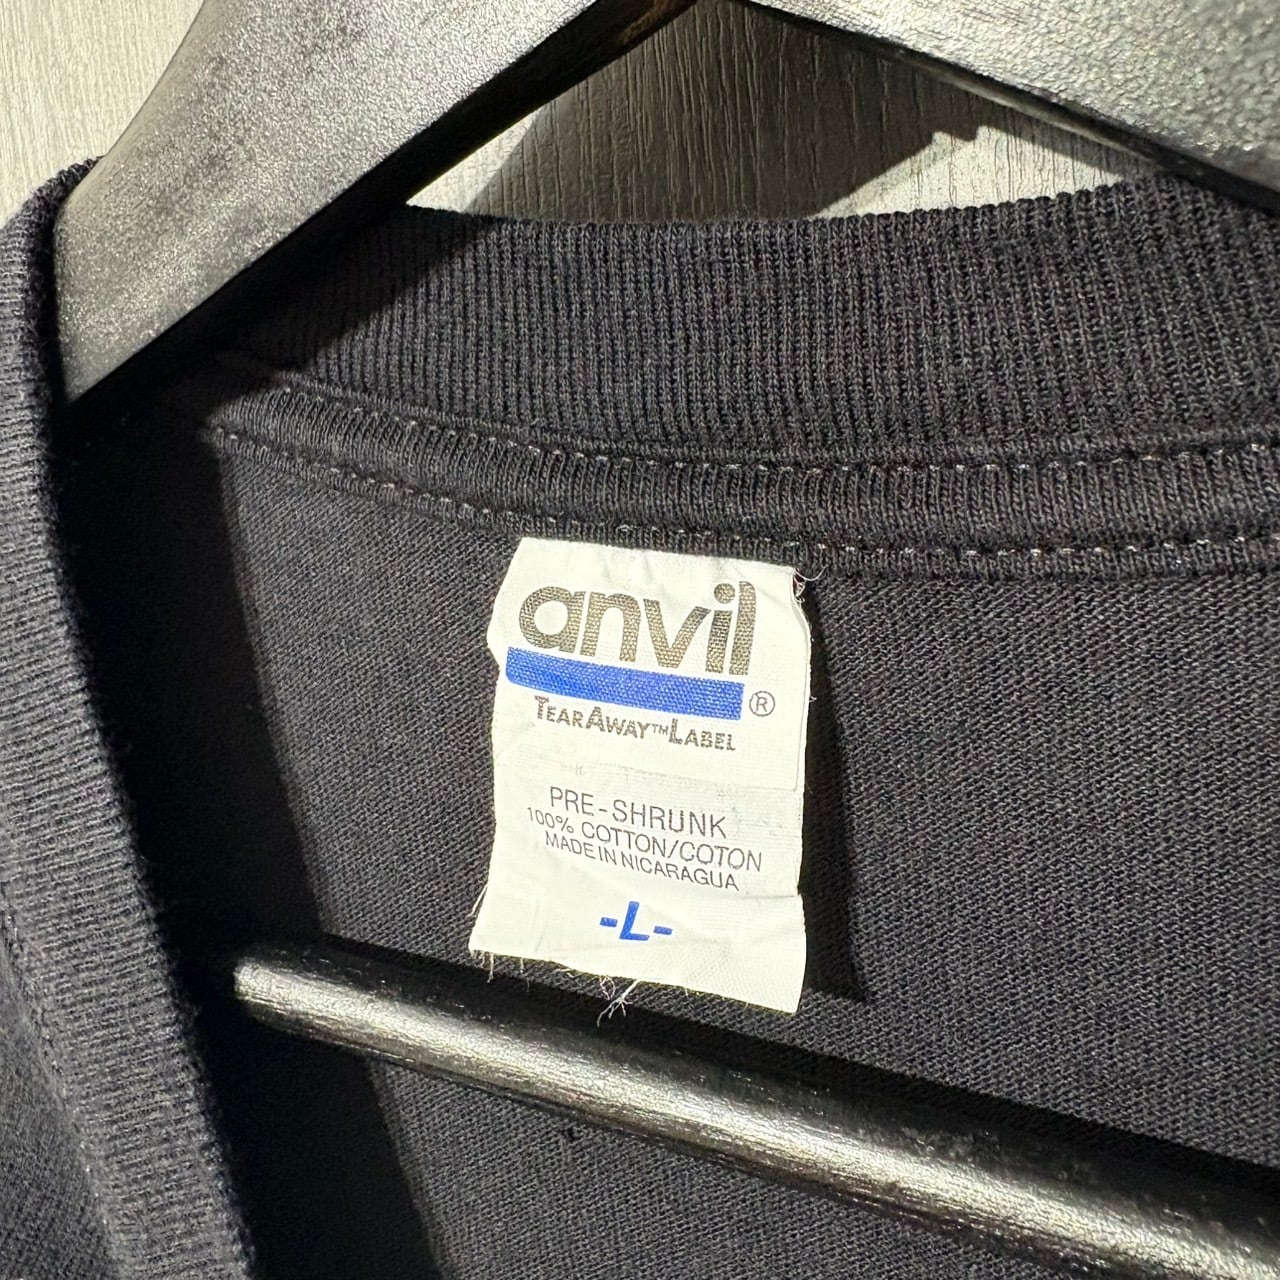 anvil®
TEARAWAY™LABEL
PRE-SHRUNK
100% COTTON/COTON
MADE IN NICARAGUA
-L-